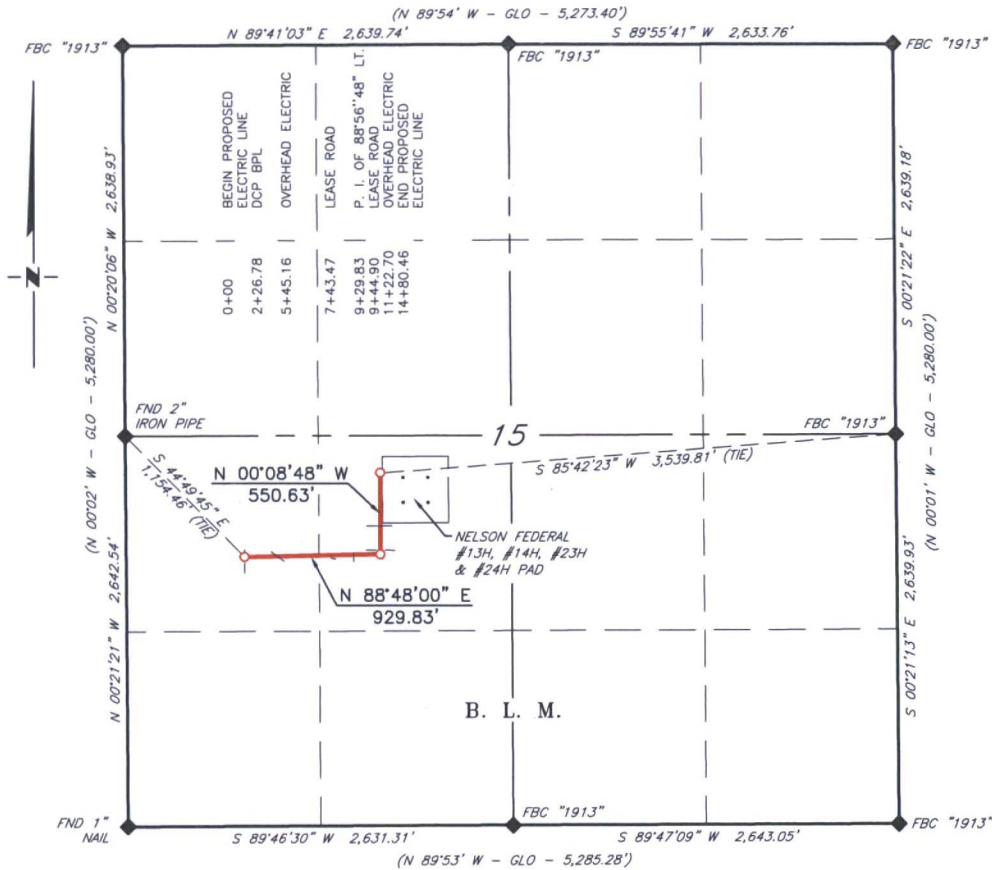 (N 89°54' W - GLO - 5,273.40')
N 89°41'03" E 2,639.74'
S 89°55'41" W 2,633.76'
FBC "1913"
FBC "1913"
FBC "1913"
0+00 BEGIN PROPOSED
ELECTRIC LINE
2+26.78 DCP BPL
5+45.16 OVERHEAD ELECTRIC
7+43.47 LEASE ROAD
9+29.83 P. I. OF 88°56'48" LT.
9+44.90 LEASE ROAD
11+22.70 OVERHEAD ELECTRIC
14+80.46 END PROPOSED
ELECTRIC LINE
N 00°20'06" W 2,638.93'
S 00°21'22" E 2,639.18'
N
(N 00°02' W - GLO - 5,280.00')
(N 00°01' W - GLO - 5,280.00')
FND 2"
IRON PIPE
15
FBC "1913"
S 44°49'45" E
1,154.46' (TIE)
S 85°42'23" W 3,539.81' (TIE)
N 00°08'48" W
550.63'
NELSON FEDERAL
#13H, #14H, #23H
& #24H PAD
N 88°48'00" E
929.83'
N 00°21'21" W 2,642.54'
S 00°21'13" E 2,639.93'
B. L. M.
FND 1"
NAIL
FBC "1913"
FBC "1913"
S 89°46'30" W 2,631.31'
S 89°47'09" W 2,643.05'
(N 89°53' W - GLO - 5,285.28')